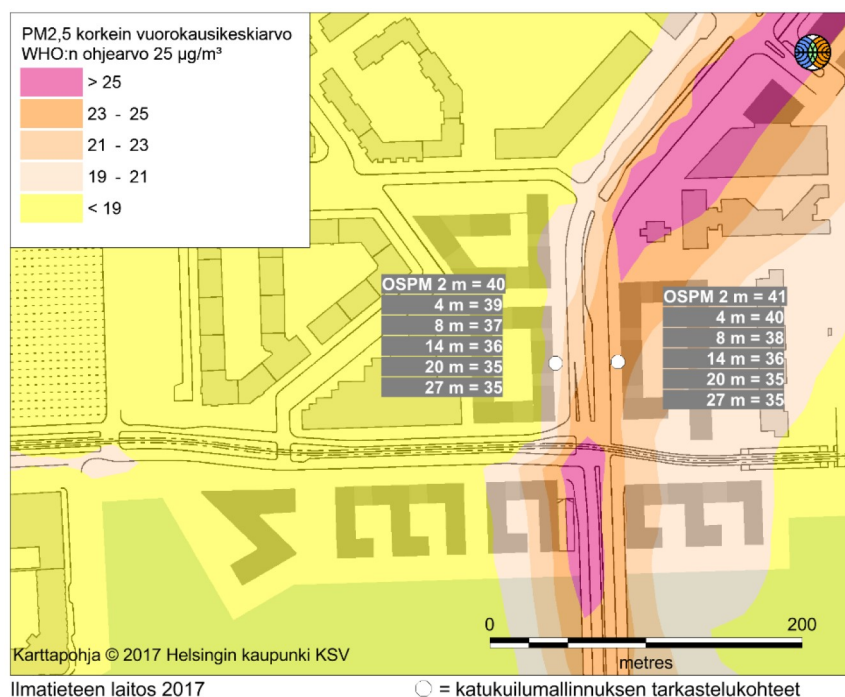 PM2,5 korkein vuorokausikeskiarvo
WHO:n ohjearvo 25 µg/m³
> 25
23 - 25
21 - 23
19 - 21
< 19
OSPM 2 m = 40
4 m = 39
8 m = 37
14 m = 36
20 m = 35
27 m = 35
OSPM 2 m = 41
4 m = 40
8 m = 38
14 m = 36
20 m = 35
27 m = 35
0 200
metres
Karttapohja © 2017 Helsingin kaupunki KSV
Ilmatieteen laitos 2017
= katukuilumallinnuksen tarkastelukohteet